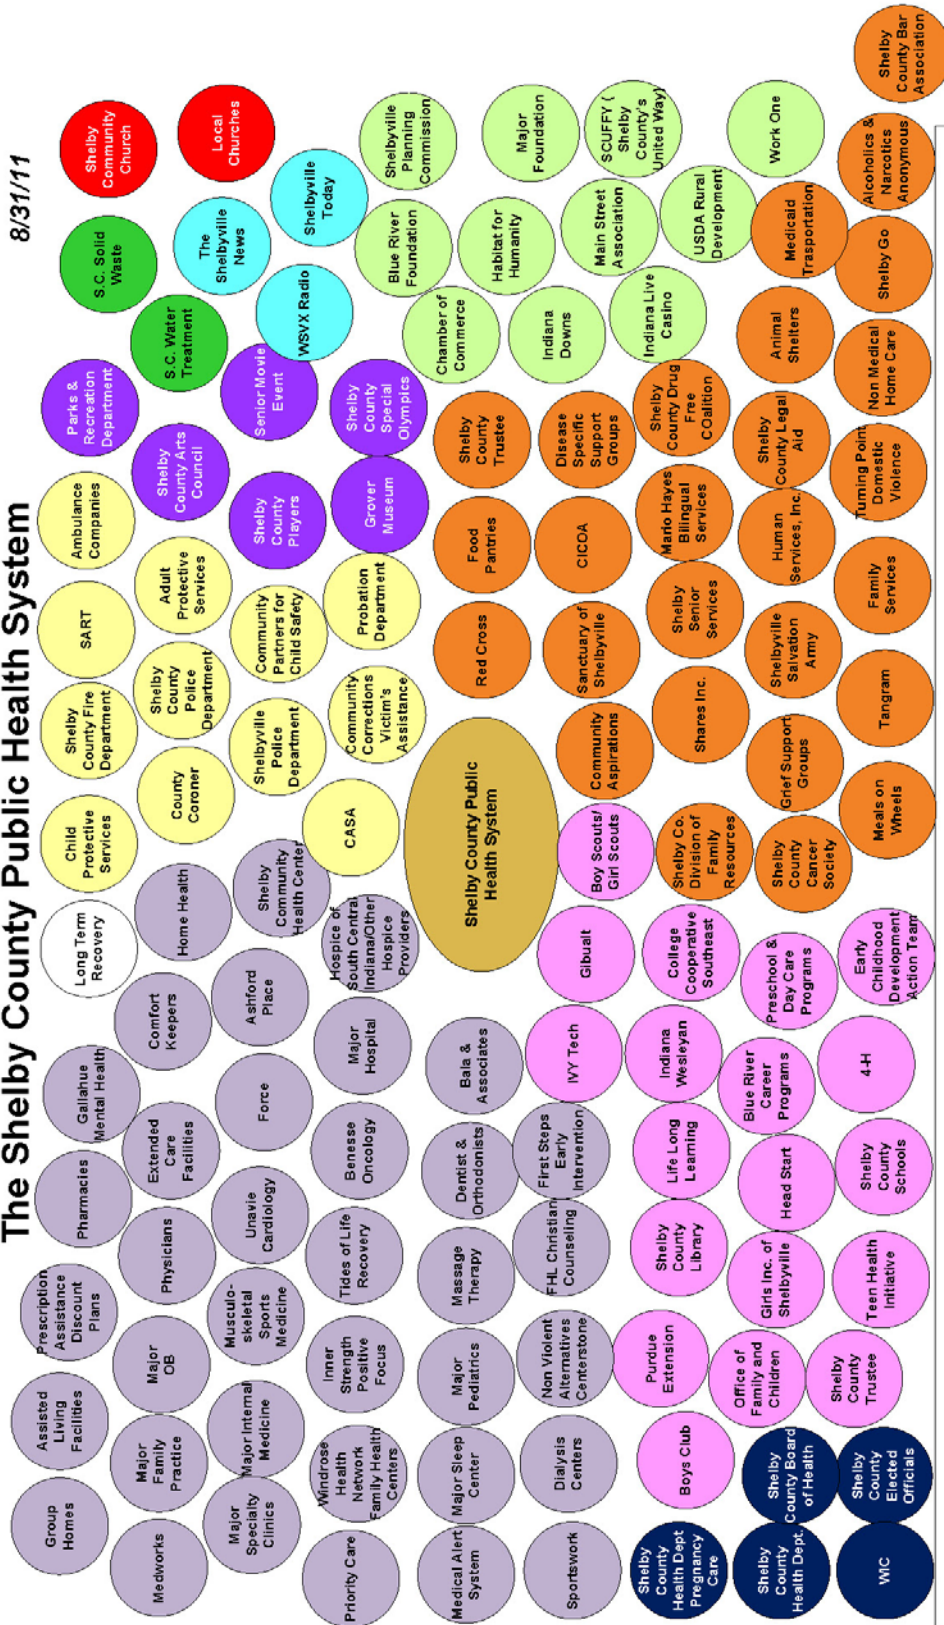 The Shelby County Public Health System
8/31/11
Group
Homes
Assisted
Living
Facilities
Prescription
Assistance
Discount
Plans
Pharmacies
Gallahue
Mental Health
Long Term
Recovery
Child
Protective
Services
Shelby
County Fire
Department
SART
Ambulance
Companies
Parks &
Recreation
Department
S.C. Solid
Waste
Shelby
Community
Church
Medworks
Major
Family
Practice
Major
OB
Physicians
Extended
Care
Facilities
Comfort
Keepers
Home Health
County
Coroner
Shelby
County
Police
Department
Adult
Protective
Services
Shelby
County Arts
Council
S.C. Water
Treatment
The
Shelbyville
News
Local
Churches
Major
Specialty
Clinics
Major Internal
Medicine
Musculo-
skeletal
Sports
Medicine
Unavie
Cardiology
Force
Ashford
Place
Shelby
Community
Health Center
Shelbyville
Police
Department
Community
Partners for
Child Safety
Shelby
County
Players
Senior Movie
Event
WSVX Radio
Shelbyville
Today
Priority Care
Windrose
Health
Network
Family Health
Centers
Inner
Strength
Positive
Focus
Tides of Life
Recovery
Benesse
Oncology
Major
Hospital
Hospice of
South Central
Indiana/Other
Hospice
Providers
CASA
Community
Corrections
Victim's
Assistance
Probation
Department
Grover
Museum
Shelby
County
Special
Olympics
Blue River
Foundation
Shelbyville
Planning
Commission
Medical Alert
System
Major Sleep
Center
Major
Pediatrics
Massage
Therapy
Dentist &
Orthodontists
Bala &
Associates
Shelby County Public
Health System
Red Cross
Food
Pantries
Shelby
County
Trustee
Chamber of
Commerce
Habitat for
Humanity
Major
Foundation
Sportswork
Dialysis
Centers
Non Violent
Alternatives
Centerstone
FHL Christian
Counseling
First Steps
Early
Intervention
IVY Tech
Gibualt
Boy Scouts/
Girl Scouts
Community
Aspirations
Sanctuary of
Shelbyville
CICOA
Disease
Specific
Support
Groups
Indiana
Downs
Main Street
Association
SCUFFY (
Shelby
County's
United Way)
Shelby
County
Health Dept
Pregnancy
Care
Boys Club
Purdue
Extension
Shelby
County
Library
Life Long
Learning
Indiana
Wesleyan
College
Cooperative
Southeast
Shelby Co.
Division of
Family
Resources
Shares Inc.
Shelby
Senior
Services
Mario Hayes
Bilingual
Services
Shelby
County Drug
Free
COalition
Indiana Live
Casino
USDA Rural
Development
Work One
Shelby
County
Health Dept.
Shelby
County Board
of Health
Office of
Family and
Children
Girls Inc. of
Shelbyville
Head Start
Blue River
Career
Programs
Preschool &
Day Care
Programs
Shelby
County
Cancer
Society
Grief Support
Groups
Shelbyville
Salvation
Army
Human
Services, Inc.
Shelby
County Legal
Aid
Animal
Shelters
Medicaid
Trasportation
WIC
Shelby
County
Elected
Officials
Shelby
County
Trustee
Teen Health
Initiative
Shelby
County
Schools
4-H
Early
Childhood
Development
Action Team
Meals on
Wheels
Tangram
Family
Services
Turning Point
Domestic
Violence
Non Medical
Home Care
Shelby Go
Alcoholics &
Narcotics
Anonymous
Shelby
County Bar
Association